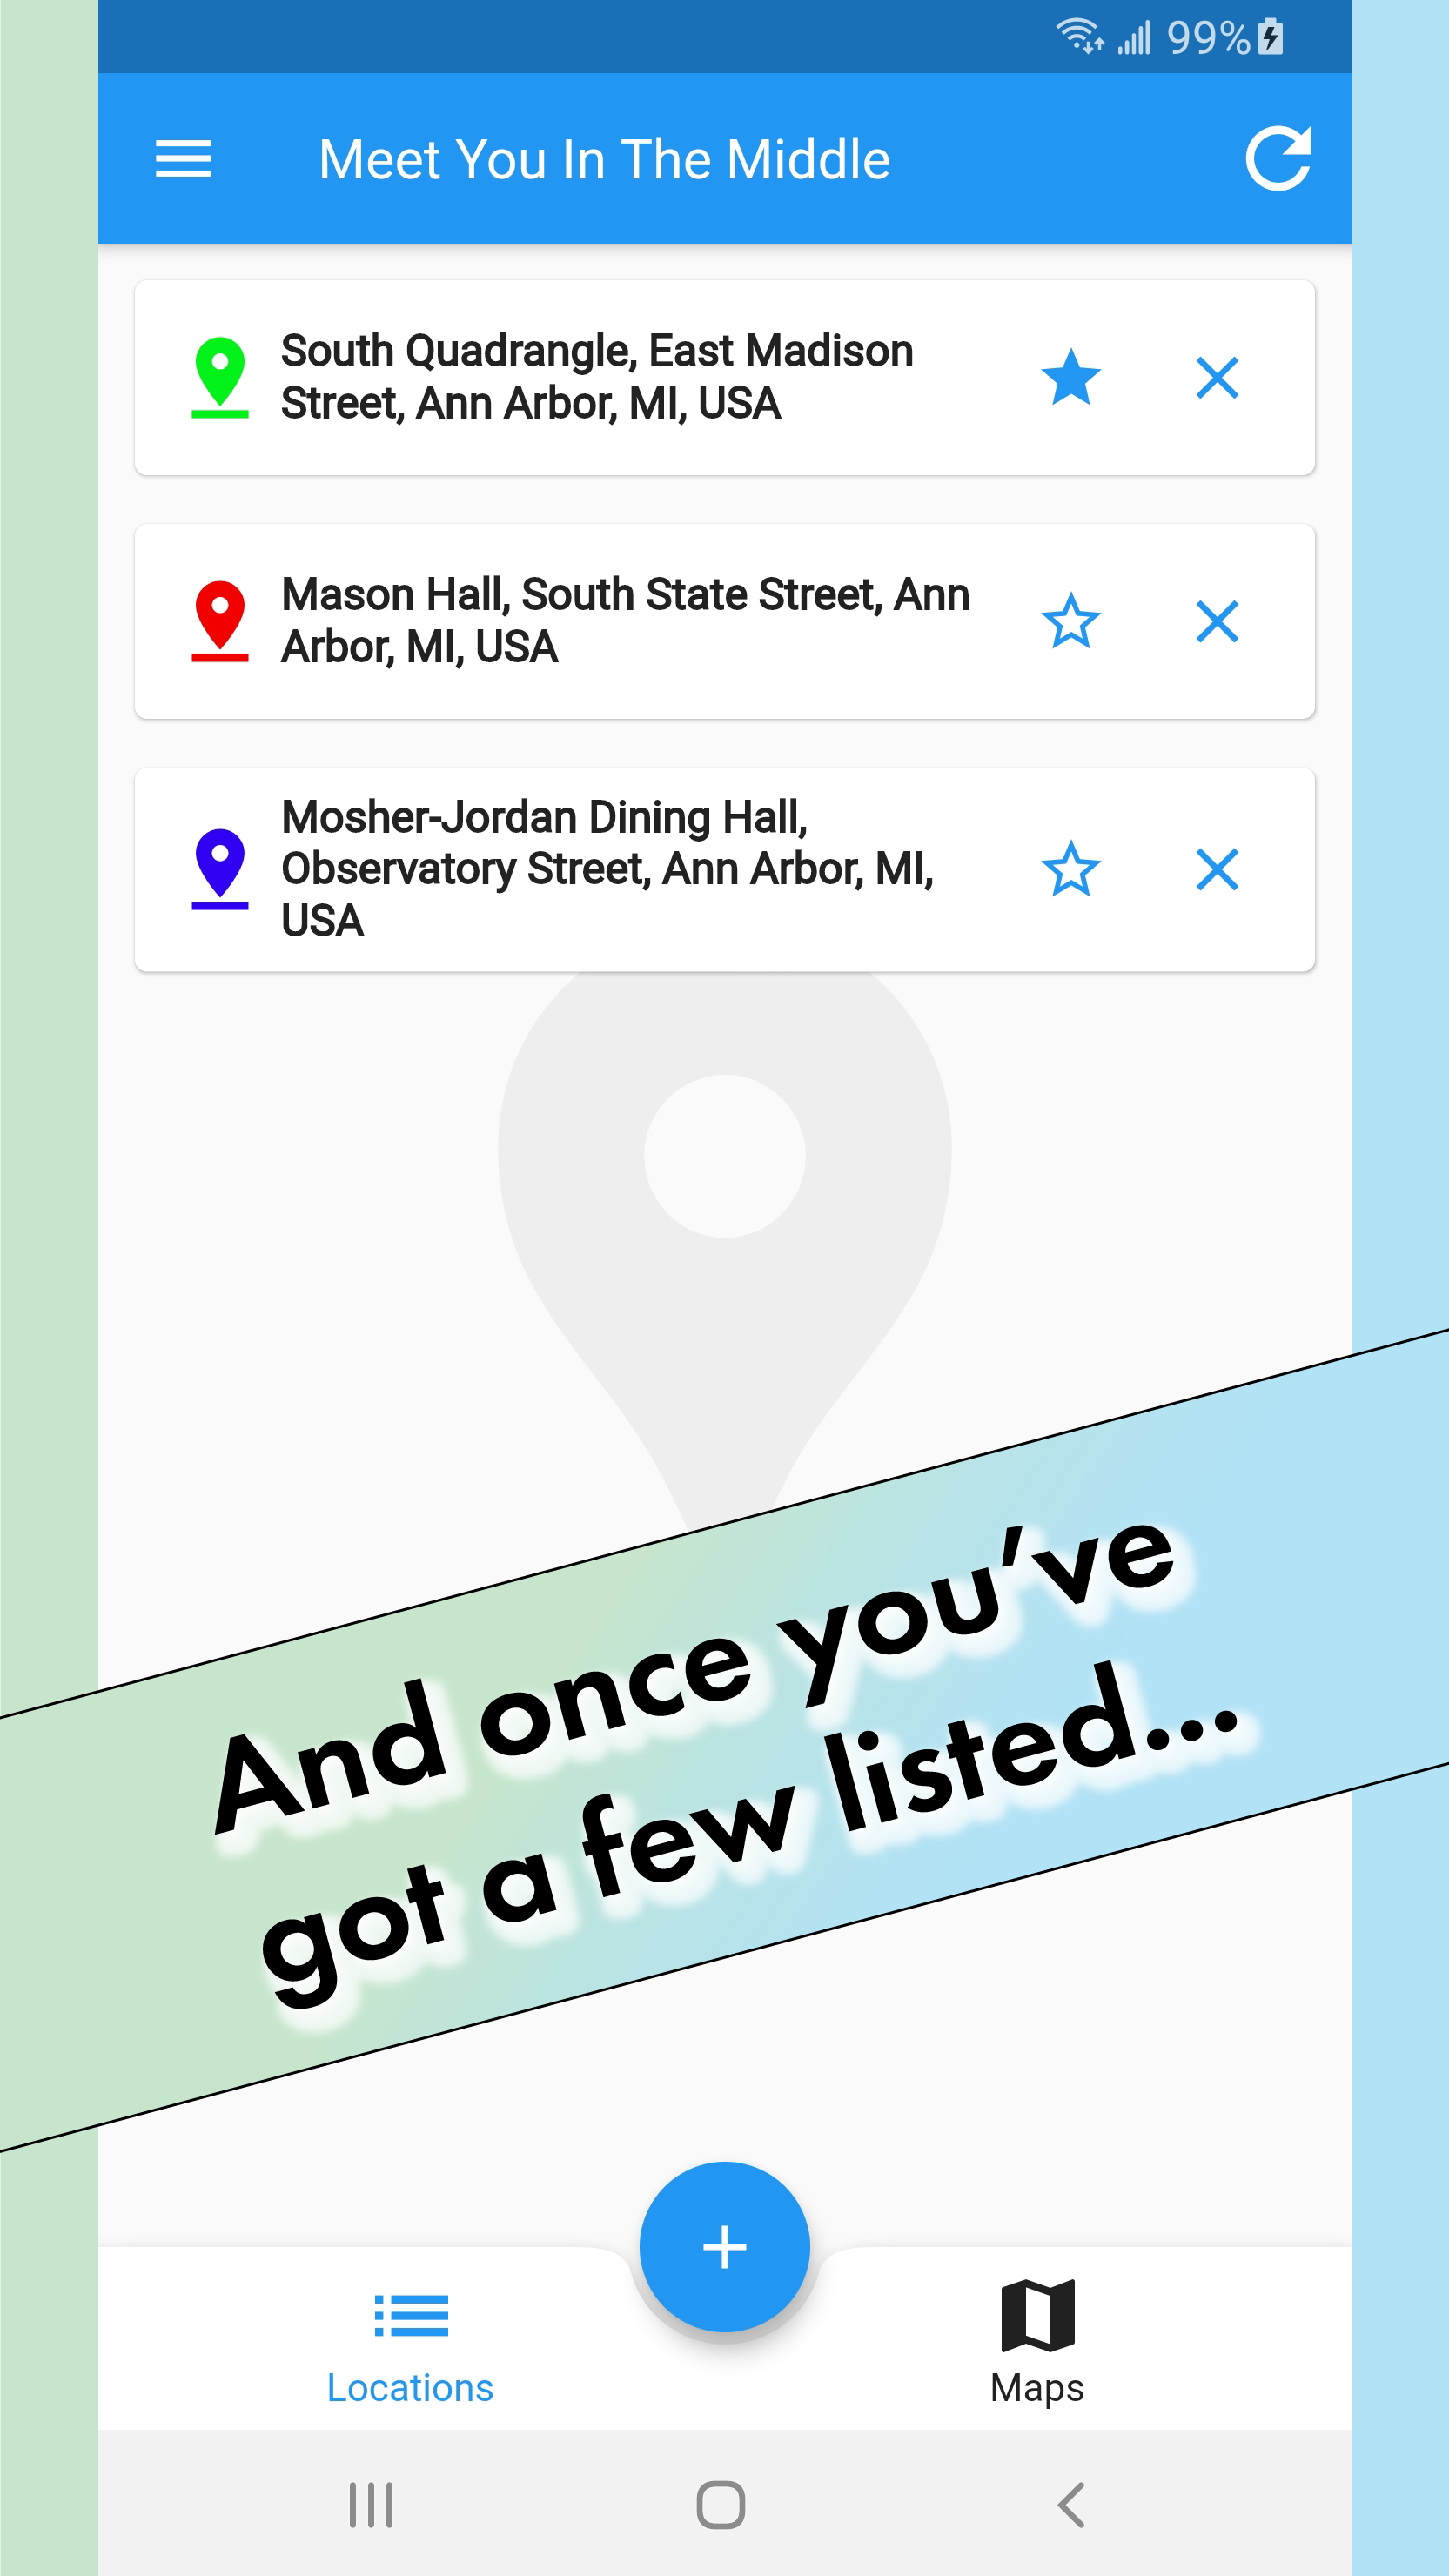 99%
Meet You In The Middle
South Quadrangle, East Madison
Street, Ann Arbor, MI, USA
Mason Hall, South State Street, Ann
Arbor, MI, USA
Mosher-Jordan Dining Hall,
Observatory Street, Ann Arbor, MI,
USA
And once you've
got a few listed...
Locations
Maps